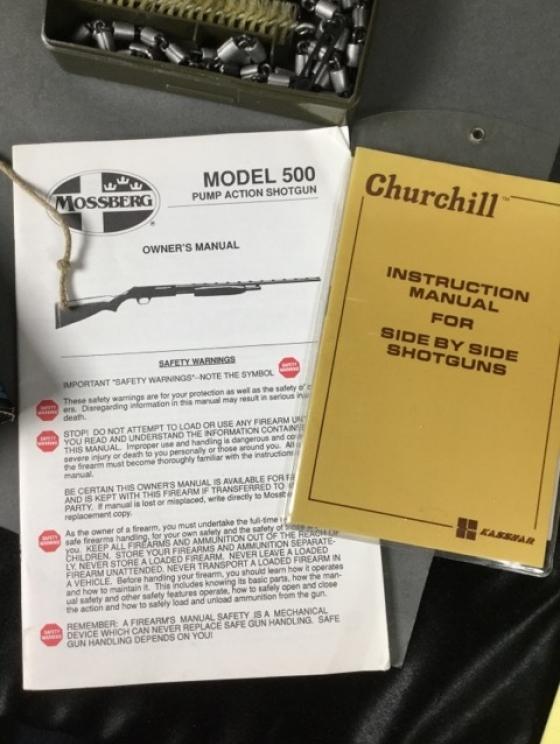 MOSSBERG
MODEL 500
PUMP ACTION SHOTGUN
OWNER'S MANUAL
SAFETY WARNINGS
IMPORTANT "SAFETY WARNINGS"--NOTE THE SYMBOL
SAFETY WARNING
SAFETY WARNING
These safety warnings are for your protection as well as the safety of
ers. Disregarding information in this manual may result in serious
death.
SAFETY WARNING
STOP! DO NOT ATTEMPT TO LOAD OR USE ANY FIREARM
YOU READ AND UNDERSTAND THE INFORMATION
THIS MANUAL. Improper use and handling is dangerous and
severe injury or death to you personally or those around you. All
the firearm must become thoroughly familiar with the instructions
manual.
BE CERTAIN THIS OWNER'S MANUAL IS AVAILABLE FOR
AND IS KEPT WITH THIS FIREARM IF TRANSFERRED TO
PARTY. If manual is lost or misplaced, write directly to
replacement copy.
SAFETY WARNING
As the owner of a firearm, you must undertake the full-time
safe firearms handling, for your own safety and the safety of
you. KEEP ALL FIREARMS AND AMMUNITION OUT OF THE REACH OF
CHILDREN. STORE YOUR FIREARMS AND AMMUNITION SEPARATE-
LY. NEVER STORE A LOADED FIREARM. NEVER LEAVE A LOADED
FIREARM UNATTENDED. NEVER TRANSPORT A LOADED FIREARM IN
A VEHICLE. Before handling your firearm, you should learn how it operates
and how to maintain it. This includes knowing its basic parts, how the man-
ual safety and other safety features operate, how to safely open and close
the action and how to safely load and unload ammunition from the gun.
SAFETY WARNING
REMEMBER: A FIREARM'S MANUAL SAFETY IS A MECHANICAL
DEVICE WHICH CAN NEVER REPLACE SAFE GUN HANDLING. SAFE
GUN HANDLING DEPENDS ON YOU!
Churchill™
INSTRUCTION
MANUAL
FOR
SIDE BY SIDE
SHOTGUNS
KASSNAR